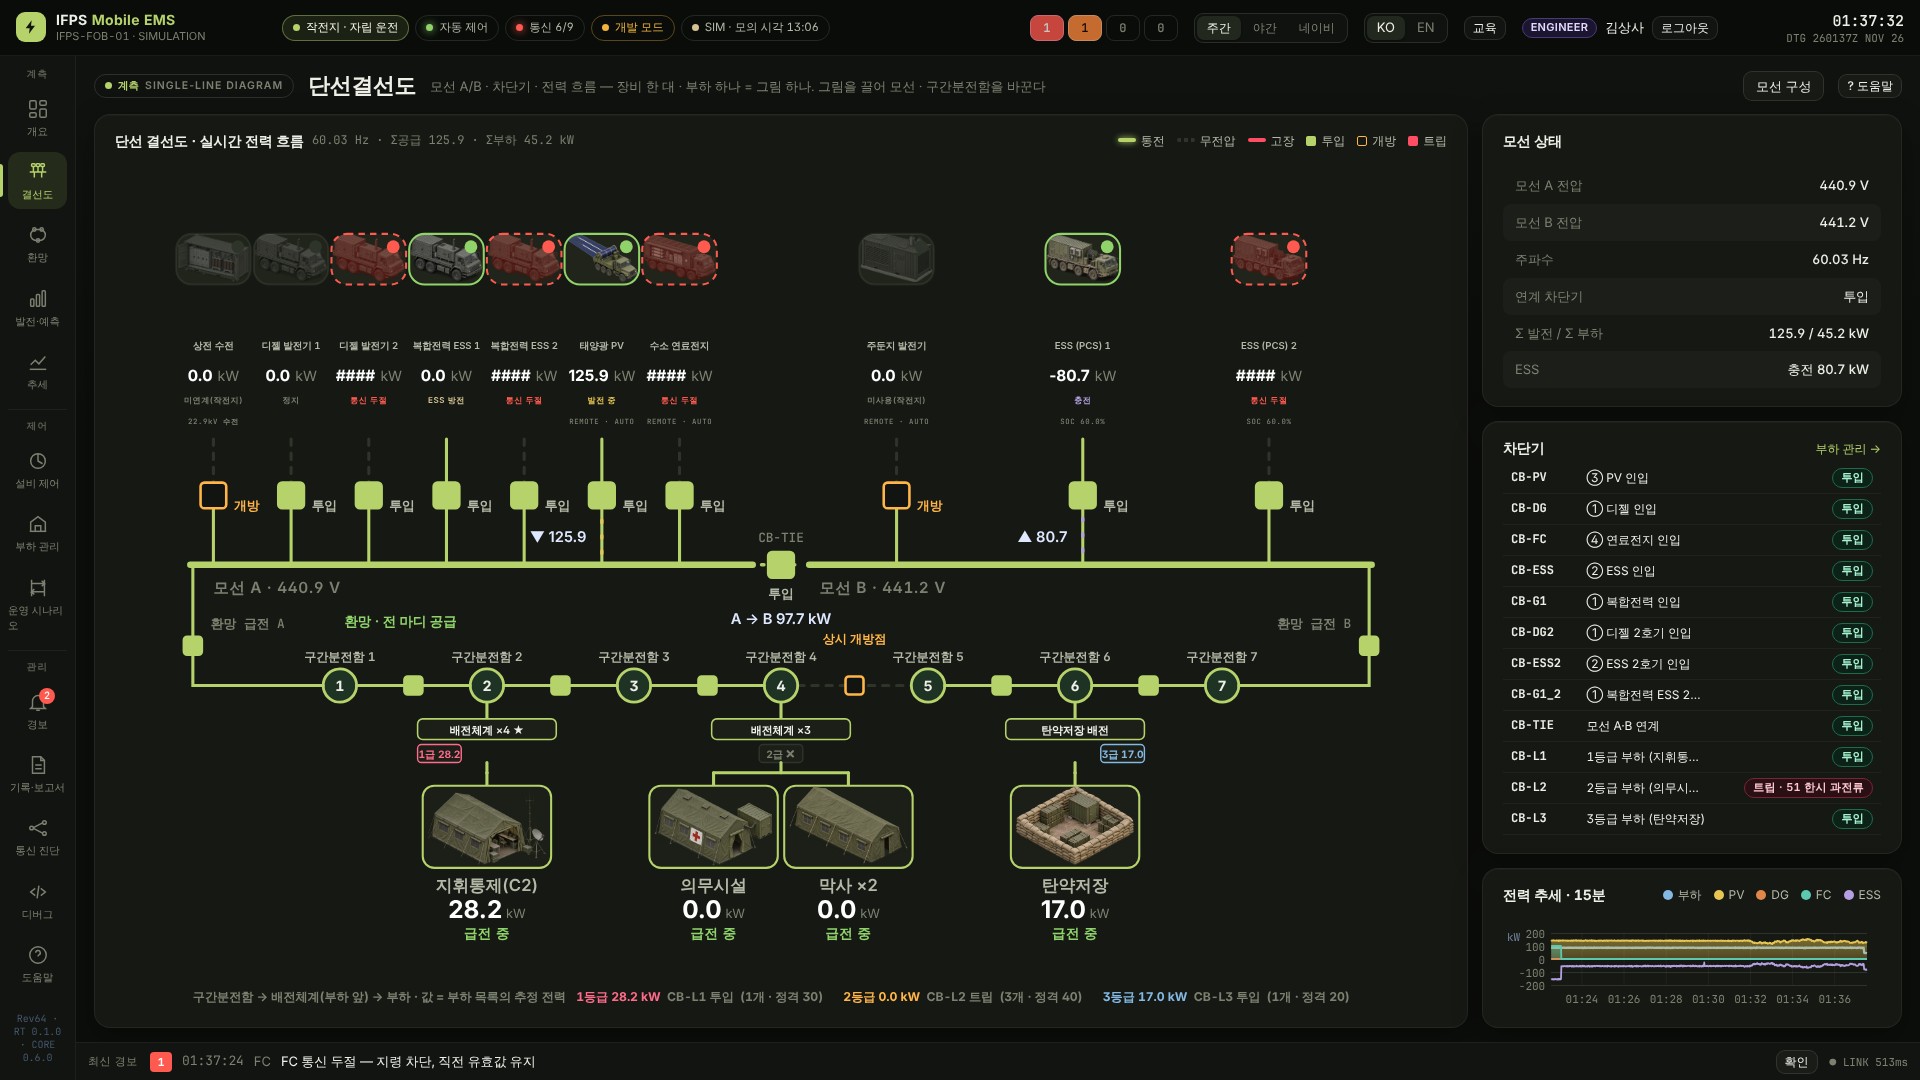 IFPS Mobile EMS
IFPS-FOB-01 · SIMULATION
작전지 · 자립 운전
자동 제어
통신 6/9
개발 모드
SIM · 모의 시각 13:06
1 1 0 0
주간 야간 네이비
KO EN
교육
ENGINEER 김상사 로그아웃
01:37:32
DTG 260137Z NOV 26
계측
개요
결선도
환망
발전·예측
추세
제어
설비 제어
부하 관리
운영 시나리
오
관리
2
경보
기록·보고서
통신 진단
디버그
도움말
Rev64 ·
RT 0.1.0
· CORE
0.6.0
계측 SINGLE-LINE DIAGRAM
단선결선도
모선 A/B · 차단기 · 전력 흐름 — 장비 한 대 · 부하 하나 = 그림 하나. 그림을 끌어 모선 · 구간분전함을 바꾼다
모선 구성
? 도움말
단선 결선도 · 실시간 전력 흐름 60.03 Hz · Σ공급 125.9 · Σ부하 45.2 kW
통전 무전압 고장 투입 개방 트립
상전 수전 디젤 발전기 1 디젤 발전기 2 복합전력 ESS 1 복합전력 ESS 2 태양광 PV 수소 연료전지 주둔지 발전기 ESS (PCS) 1 ESS (PCS) 2
0.0 kW 0.0 kW #### kW 0.0 kW #### kW 125.9 kW #### kW 0.0 kW -80.7 kW #### kW
미연계(작전지) 정지 통신 두절 ESS 방전 통신 두절 발전 중 통신 두절 미사용(작전지) 충전 통신 두절
22.9kV 수전 REMOTE · AUTO REMOTE · AUTO REMOTE · AUTO SOC 60.0% SOC 60.0%
개방 투입 투입 투입 투입 투입 투입 개방 투입 투입
▼ 125.9 CB-TIE ▲ 80.7
모선 A · 440.9 V 투입 모선 B · 441.2 V
환망 급전 A 환망 · 전 마디 공급 A → B 97.7 kW 환망 급전 B
상시 개방점
구간분전함 1 구간분전함 2 구간분전함 3 구간분전함 4 구간분전함 5 구간분전함 6 구간분전함 7
1 2 3 4 5 6 7
배전체계 ×4 ★ 배전체계 ×3 탄약저장 배전
1급 28.2 2급 ✕ 3급 17.0
지휘통제(C2) 의무시설 막사 ×2 탄약저장
28.2 kW 0.0 kW 0.0 kW 17.0 kW
급전 중 급전 중 급전 중 급전 중
구간분전함 → 배전체계(부하 앞) → 부하 · 값 = 부하 목록의 추정 전력 1등급 28.2 kW CB-L1 투입 (1개 · 정격 30) 2등급 0.0 kW CB-L2 트립 (3개 · 정격 40) 3등급 17.0 kW CB-L3 투입 (1개 · 정격 20)
모선 상태
모선 A 전압 440.9 V
모선 B 전압 441.2 V
주파수 60.03 Hz
연계 차단기 투입
Σ 발전 / Σ 부하 125.9 / 45.2 kW
ESS 충전 80.7 kW
차단기 부하 관리 →
CB-PV ③ PV 인입 투입
CB-DG ① 디젤 인입 투입
CB-FC ④ 연료전지 인입 투입
CB-ESS ② ESS 인입 투입
CB-G1 ① 복합전력 인입 투입
CB-DG2 ① 디젤 2호기 인입 투입
CB-ESS2 ② ESS 2호기 인입 투입
CB-G1_2 ① 복합전력 ESS 2... 투입
CB-TIE 모선 A·B 연계 투입
CB-L1 1등급 부하 (지휘통... 투입
CB-L2 2등급 부하 (의무시... 트립 · 51 한시 과전류
CB-L3 3등급 부하 (탄약저장) 투입
전력 추세 · 15분 부하 PV DG FC ESS
kW 200
100
0
-100
-200
01:24 01:26 01:28 01:30 01:32 01:34 01:36
최신 경보 1 01:37:24 FC FC 통신 두절 — 지령 차단, 직전 유효값 유지
확인 LINK 513ms